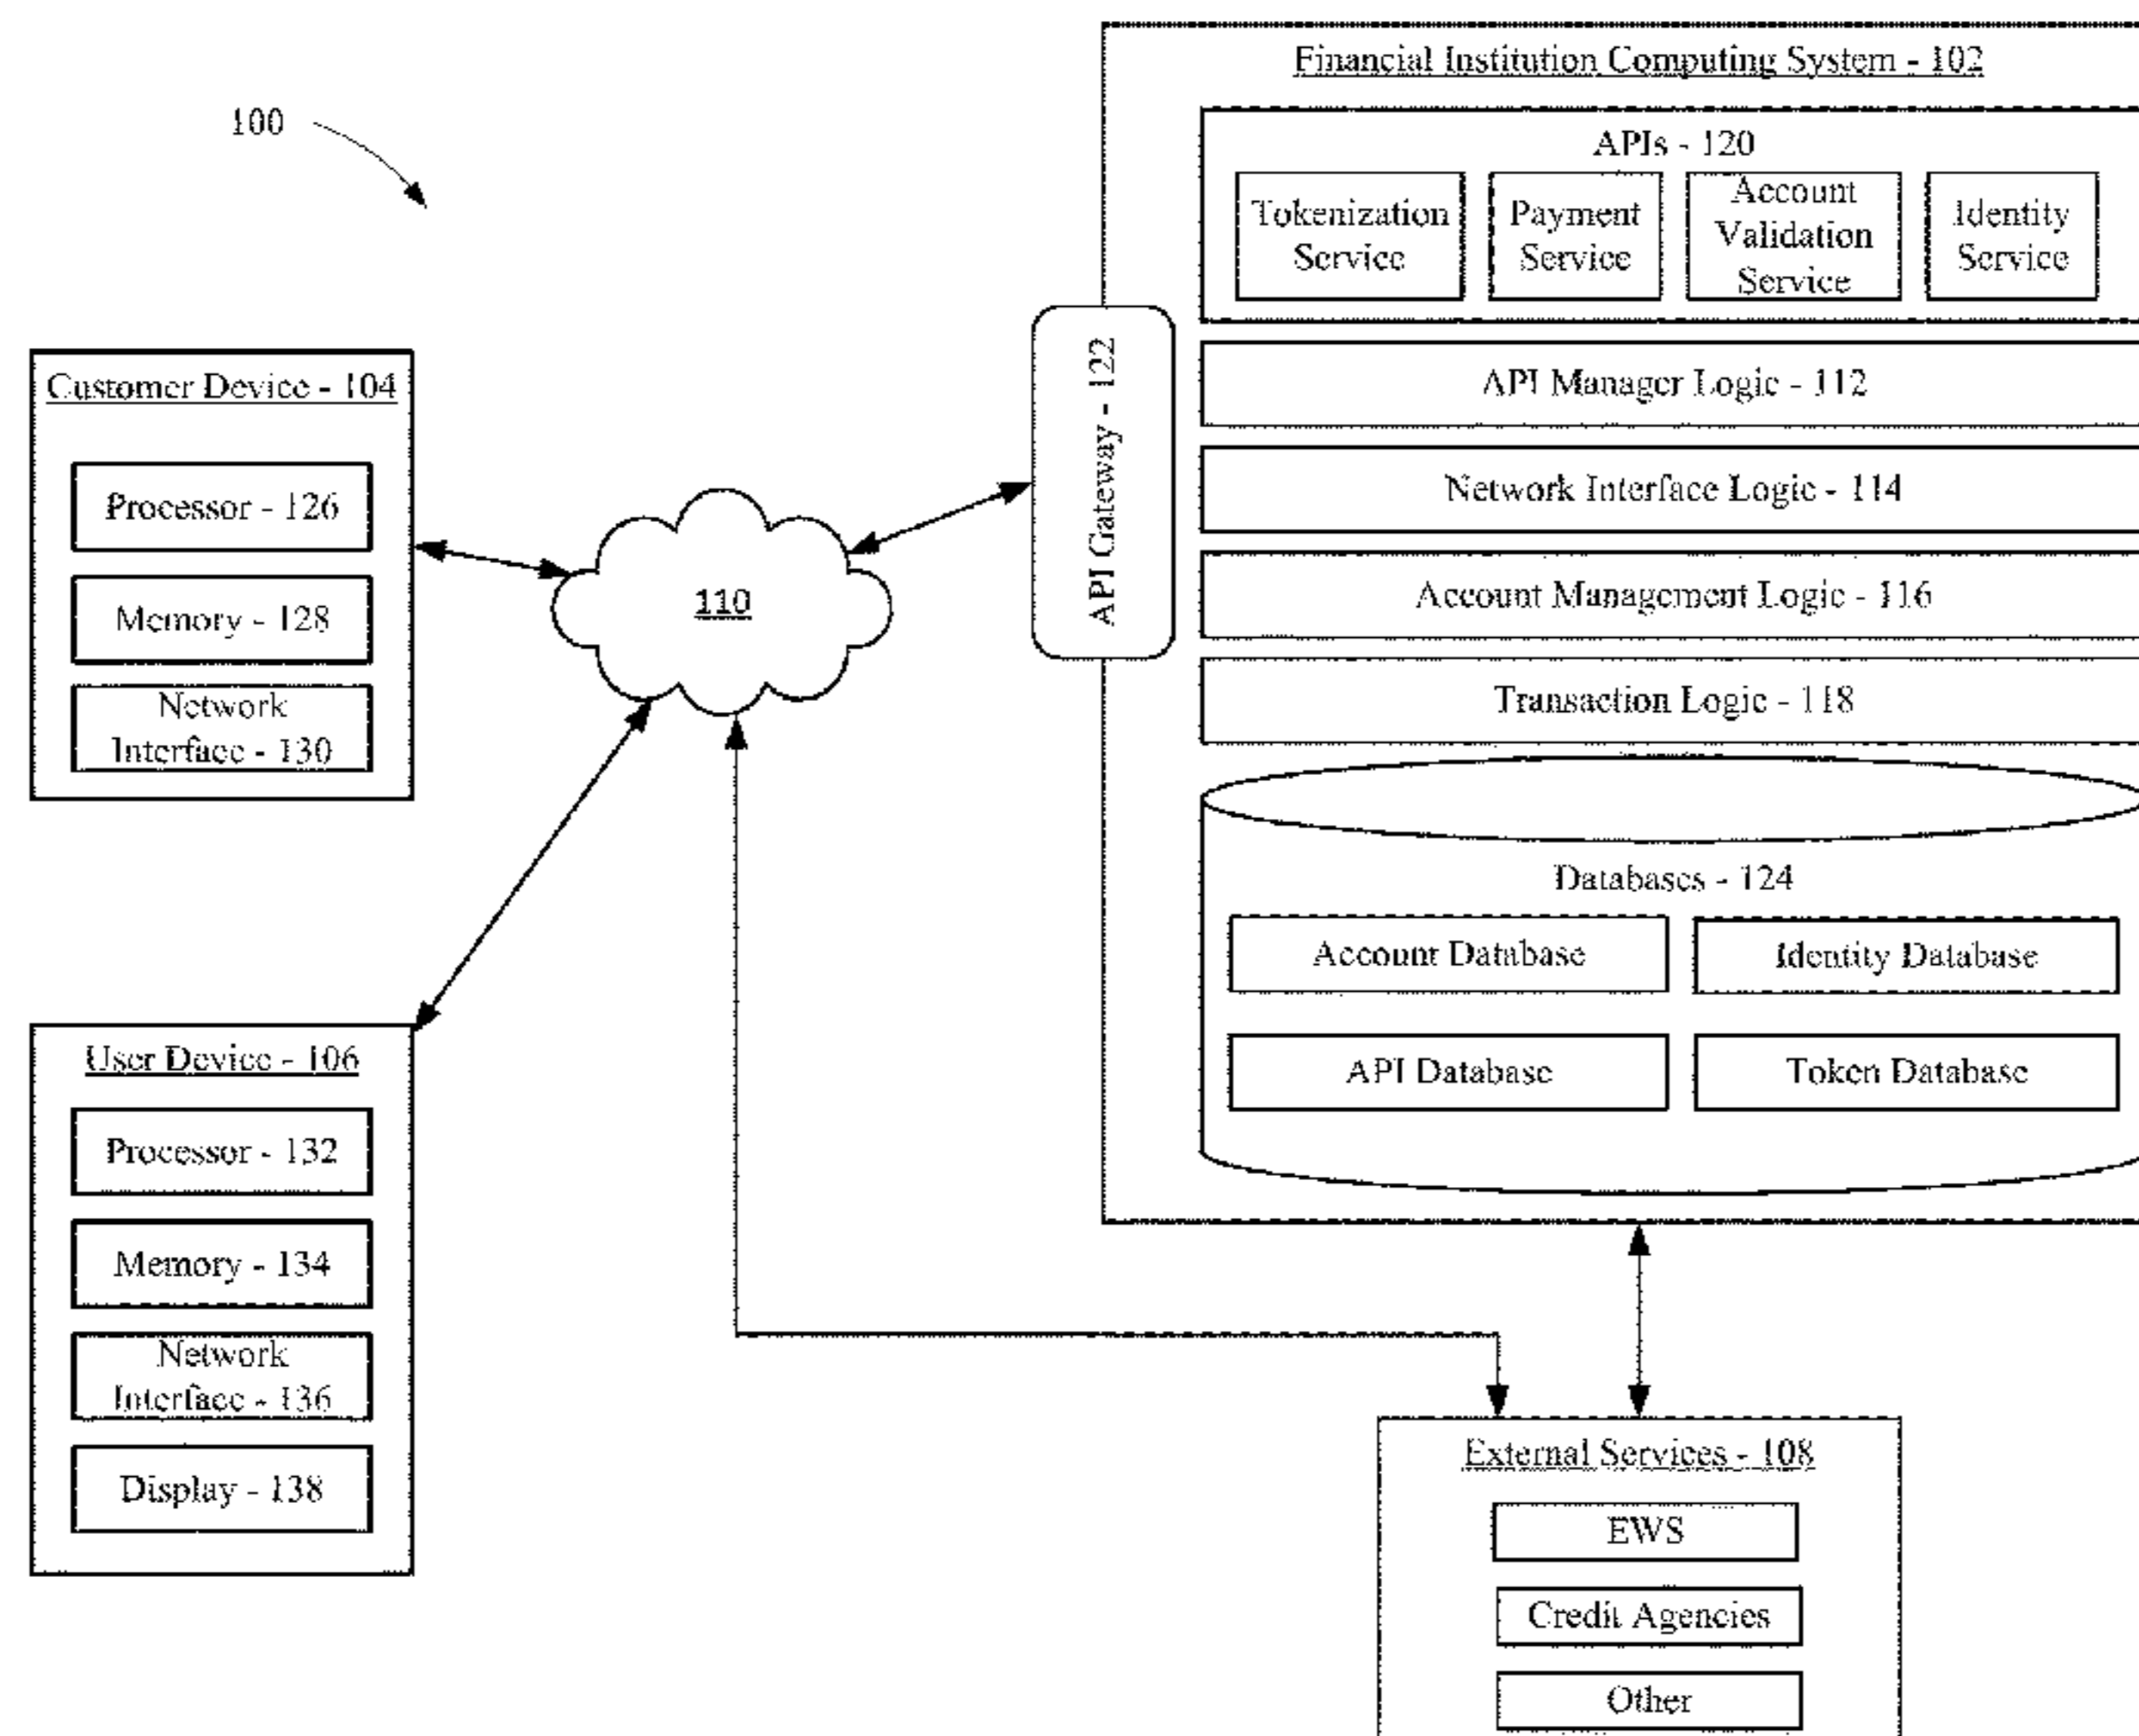 100
Financial Institution Computing System - 102
APIs - 120
Tokenization
Service
Payment
Service
Account
Validation
Service
Identity
Service
API Gateway - 122
API Manager Logic - 112
Network Interface Logic - 114
Account Management Logic - 116
Transaction Logic - 118
Databases - 124
Account Database
Identity Database
API Database
Token Database
Customer Device - 104
Processor - 126
Memory - 128
Network
Interface - 130
110
User Device - 106
Processor - 132
Memory - 134
Network
Interface - 136
Display - 138
External Services - 108
EWS
Credit Agencies
Other